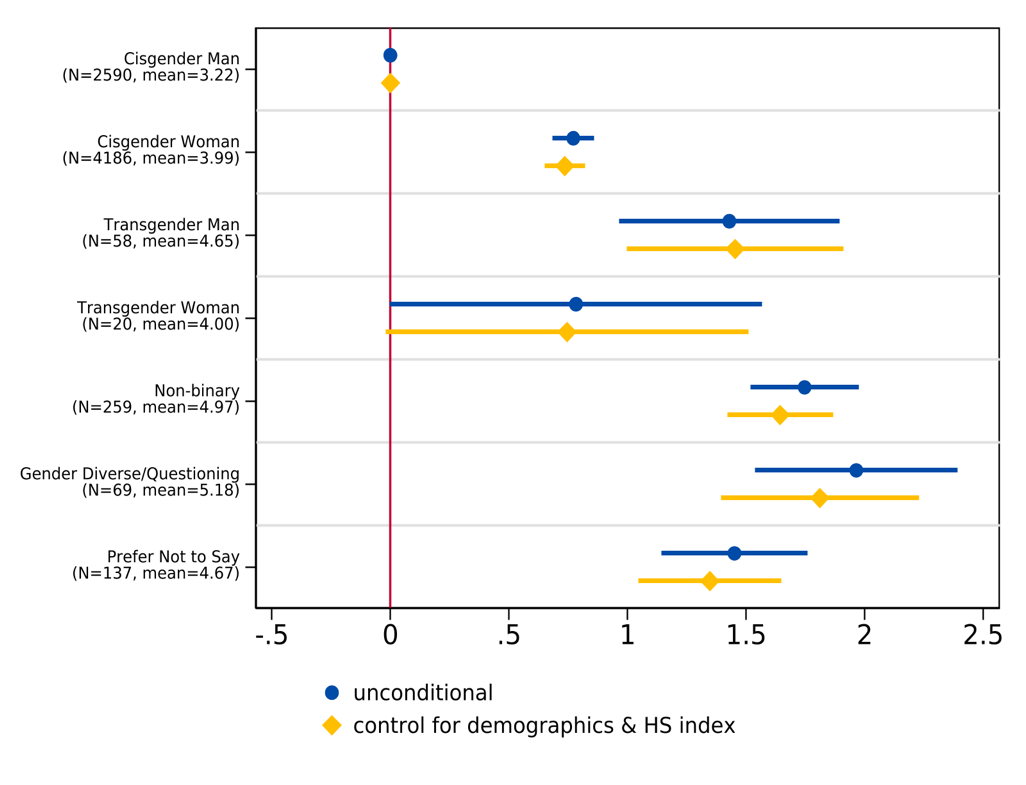 Cisgender Man
(N=2590, mean=3.22)
Cisgender Woman
(N=4186, mean=3.99)
Transgender Man
(N=58, mean=4.65)
Transgender Woman
(N=20, mean=4.00)
Non-binary
(N=259, mean=4.97)
Gender Diverse/Questioning
(N=69, mean=5.18)
Prefer Not to Say
(N=137, mean=4.67)
-.5 0 .5 1 1.5 2 2.5
unconditional
control for demographics & HS index